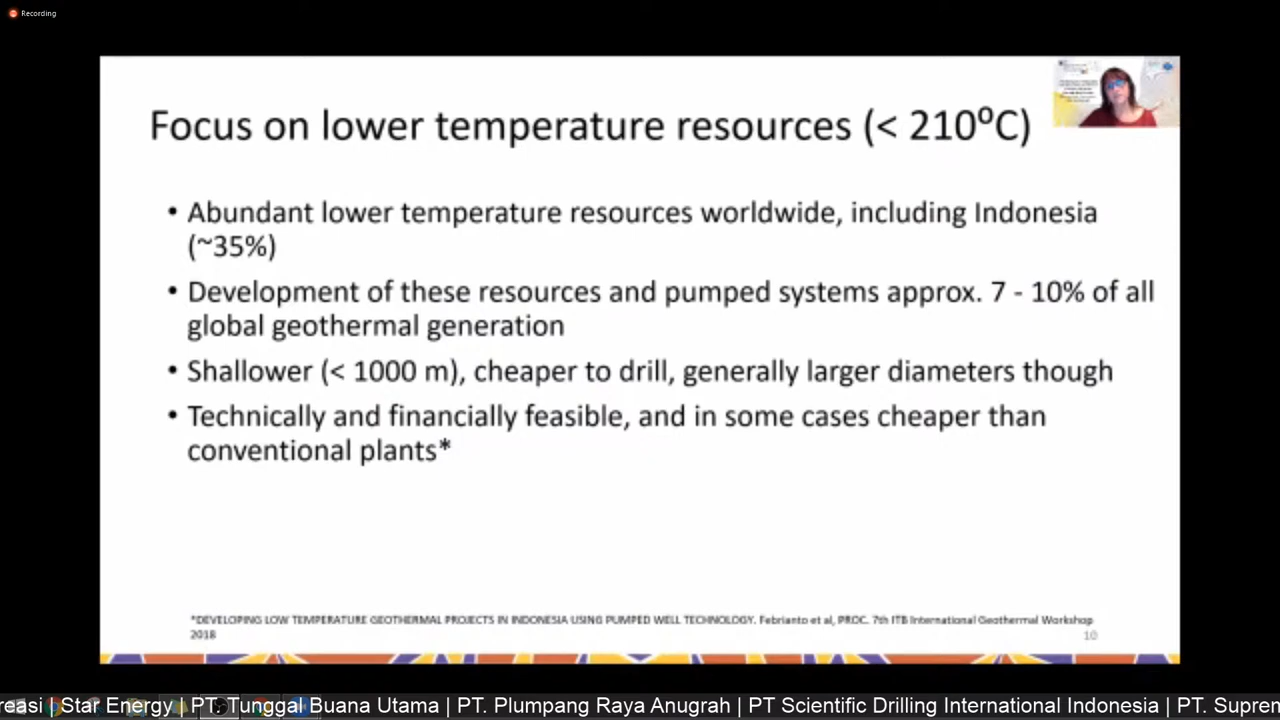 Recording
Focus on lower temperature resources (< 210⁰C)
• Abundant lower temperature resources worldwide, including Indonesia
(~35%)
• Development of these resources and pumped systems approx. 7 - 10% of all
global geothermal generation
• Shallower (< 1000 m), cheaper to drill, generally larger diameters though
• Technically and financially feasible, and in some cases cheaper than
conventional plants*
*DEVELOPING LOW TEMPERATURE GEOTHERMAL PROJECTS IN INDONESIA USING PUMPED WELL TECHNOLOGY. Febrianto et al, PROC. 7th ITB International Geothermal Workshop
2018
10
reasi | Star Energy | PT. Tunggal Buana Utama | PT. Plumpang Raya Anugrah | PT Scientific Drilling International Indonesia | PT. Supren